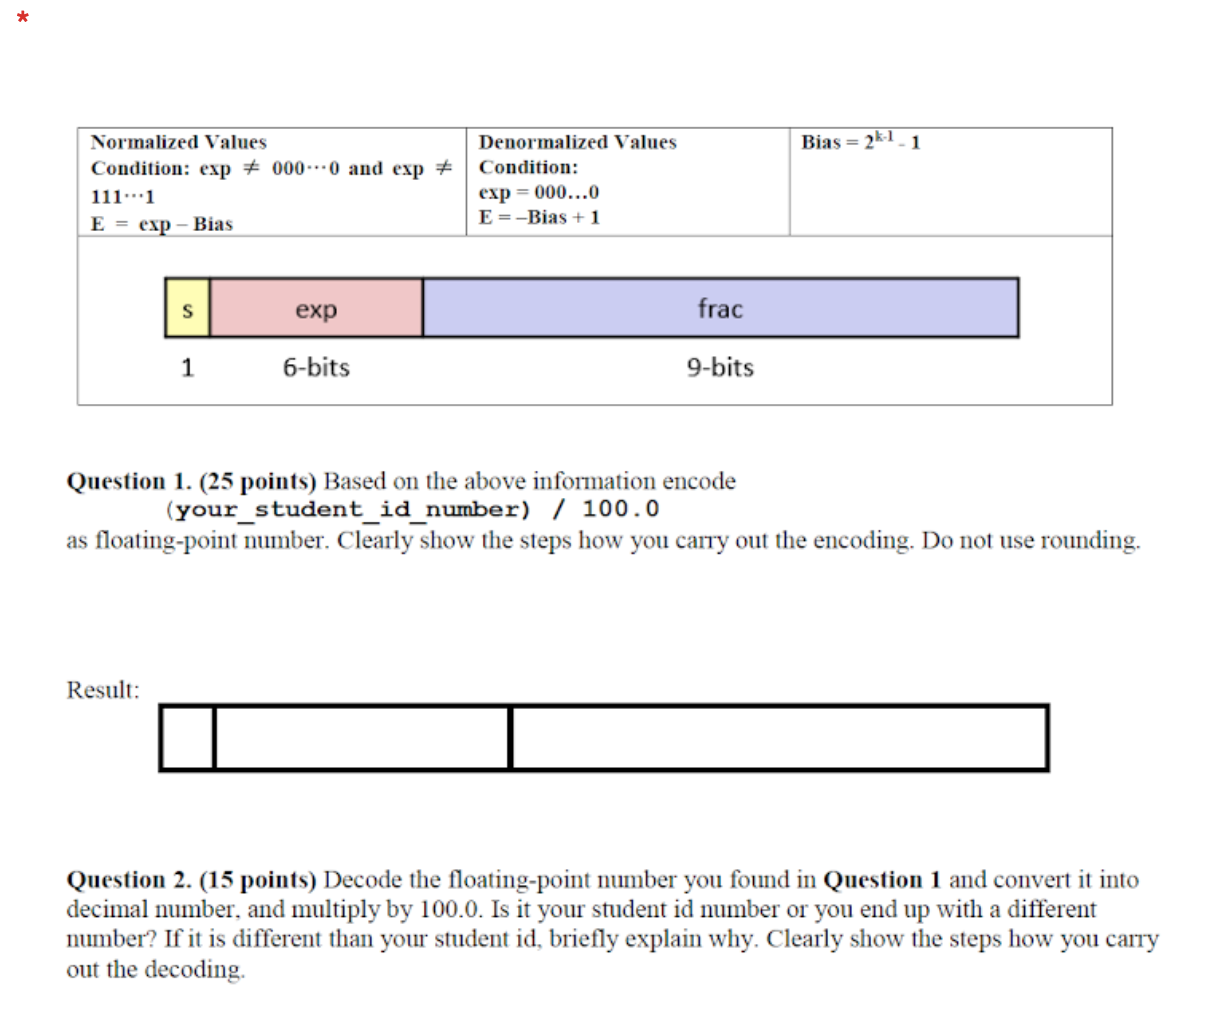 *
Normalized Values
Condition: exp ≠ 000⋯0 and exp ≠
111⋯1
E = exp – Bias
Denormalized Values
Condition:
exp = 000…0
E = –Bias + 1
Bias = 2^k-1 - 1
s
exp
frac
1
6-bits
9-bits
Question 1. (25 points) Based on the above information encode
(your_student_id_number) / 100.0
as floating-point number. Clearly show the steps how you carry out the encoding. Do not use rounding.
Result:
Question 2. (15 points) Decode the floating-point number you found in Question 1 and convert it into
decimal number, and multiply by 100.0. Is it your student id number or you end up with a different
number? If it is different than your student id, briefly explain why. Clearly show the steps how you carry
out the decoding.